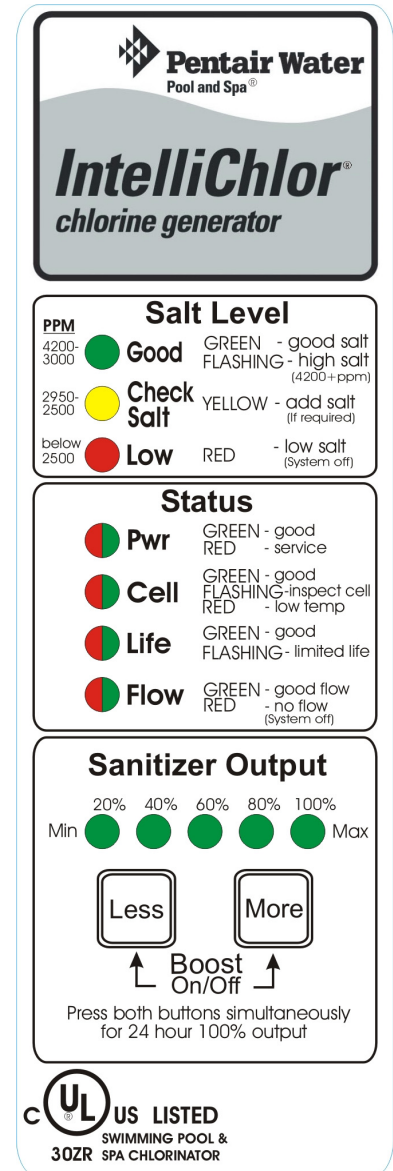 Pentair Water
Pool and Spa®
IntelliChlor®
chlorine generator
Salt Level
PPM
4200-
3000
Good
GREEN - good salt
FLASHING - high salt
(4200+ppm)
2950-
2500
Check
Salt
YELLOW - add salt
(If required)
below
2500
Low
RED - low salt
(System off)
Status
Pwr
GREEN - good
RED - service
Cell
GREEN - good
FLASHING -inspect cell
RED - low temp
Life
GREEN - good
FLASHING - limited life
Flow
GREEN - good flow
RED - no flow
(System off)
Sanitizer Output
20% 40% 60% 80% 100%
Min Max
Less More
Boost
On/Off
Press both buttons simultaneously
for 24 hour 100% output
C UL® US LISTED
30ZR SWIMMING POOL &
SPA CHLORINATOR